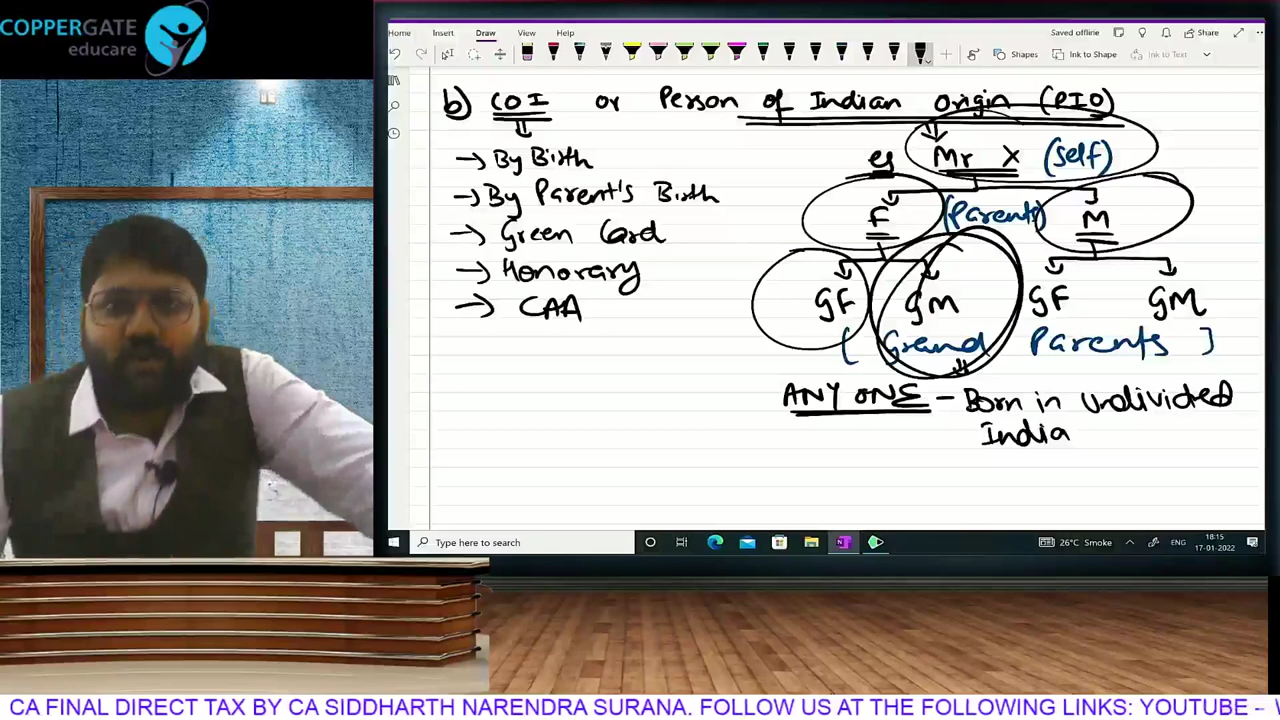 COPPERGATE
educare
Home Insert Draw View Help
Saved offline
Share
Shapes
Ink to Shape
Ink to Text
b) COI or Person of Indian Origin (PIO)
→ By Birth
→ By Parent's Birth
→ Green Card
→ Honorary
→ CAA
eg Mr X (Self)
F (Parents) M
GF GM GF GM
( Grand Parents ]
ANY ONE - Born in Undivided
India
Type here to search
26°C Smoke
ENG
18:15
17-01-2022
CA FINAL DIRECT TAX BY CA SIDDHARTH NARENDRA SURANA. FOLLOW US AT THE FOLLOWING LINKS: YOUTUBE –